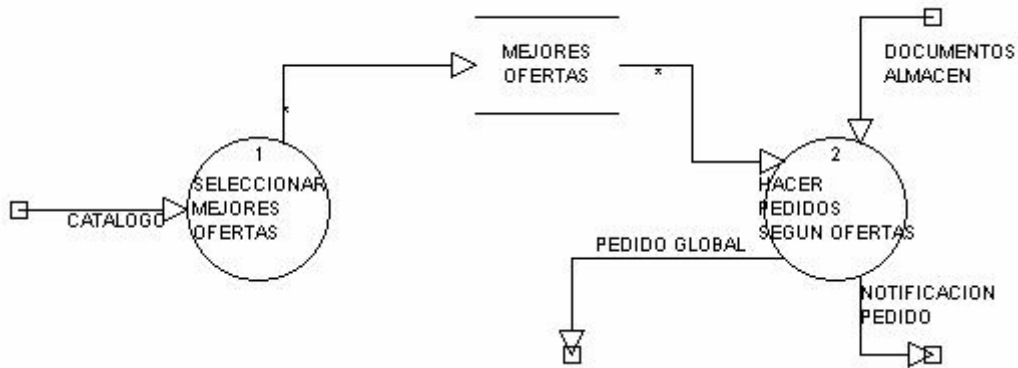 MEJORES
OFERTAS
*
DOCUMENTOS
ALMACEN
*
1
SELECCIONAR
MEJORES
OFERTAS
CATALOGO
2
HACER
PEDIDOS
SEGUN OFERTAS
PEDIDO GLOBAL
NOTIFICACION
PEDIDO